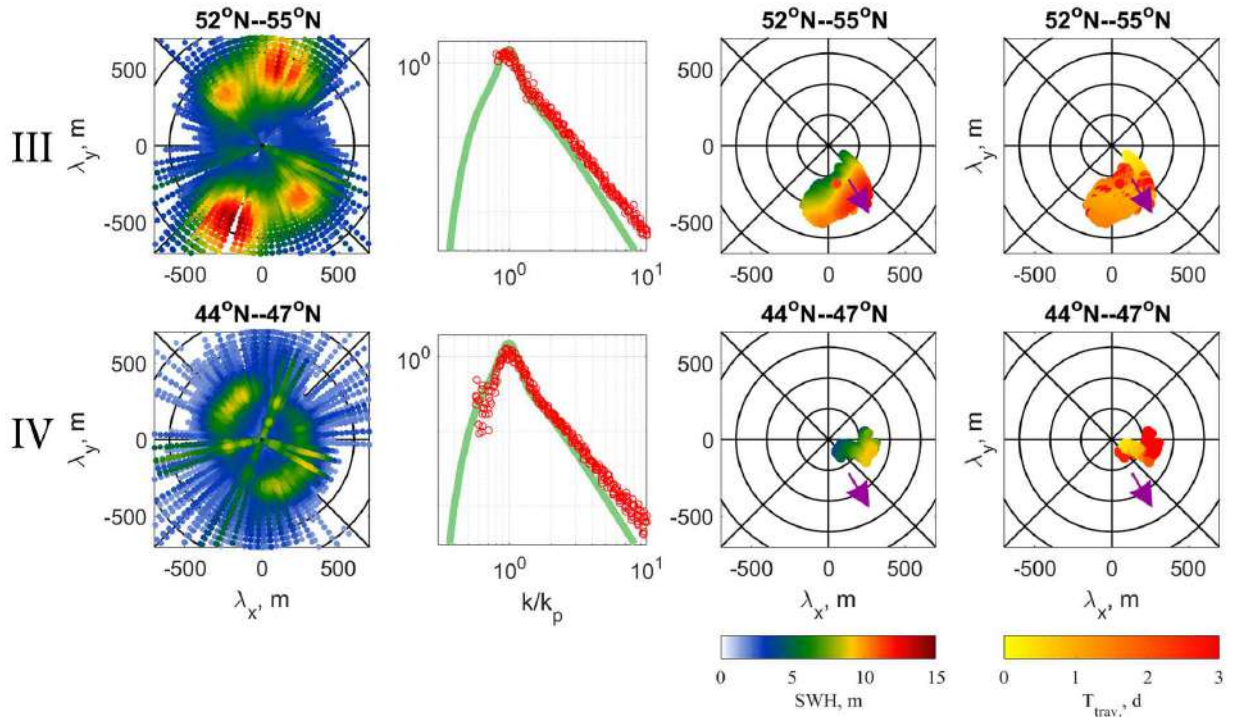 52°N--55°N 52°N--55°N 52°N--55°N
III
λy, m
500
0
-500
-500 0 500
10^0
10^0 10^1
500
0
-500
-500 0 500
λy, m
500
0
-500
-500 0 500
44°N--47°N 44°N--47°N 44°N--47°N
IV
λy, m
500
0
-500
-500 0 500
λx, m
10^0
10^0 10^1
k/kp
500
0
-500
-500 0 500
λx, m
λy, m
500
0
-500
-500 0 500
λx, m
0 5 10 15
SWH, m
0 1 2 3
Ttrav., d